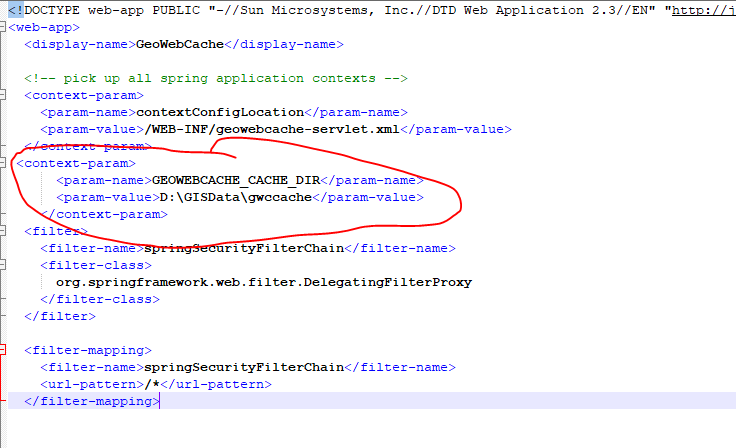 <!DOCTYPE web-app PUBLIC "-//Sun Microsystems, Inc.//DTD Web Application 2.3//EN" "http://j
<web-app>
<display-name>GeoWebCache</display-name>
<!-- pick up all spring application contexts -->
<context-param>
<param-name>contextConfigLocation</param-name>
<param-value>/WEB-INF/geowebcache-servlet.xml</param-value>
</context-param>
<context-param>
<param-name>GEOWEBCACHE_CACHE_DIR</param-name>
<param-value>D:\GISData\gwccache</param-value>
</context-param>
<filter>
<filter-name>springSecurityFilterChain</filter-name>
<filter-class>
org.springframework.web.filter.DelegatingFilterProxy
</filter-class>
</filter>
<filter-mapping>
<filter-name>springSecurityFilterChain</filter-name>
<url-pattern>/*</url-pattern>
</filter-mapping>